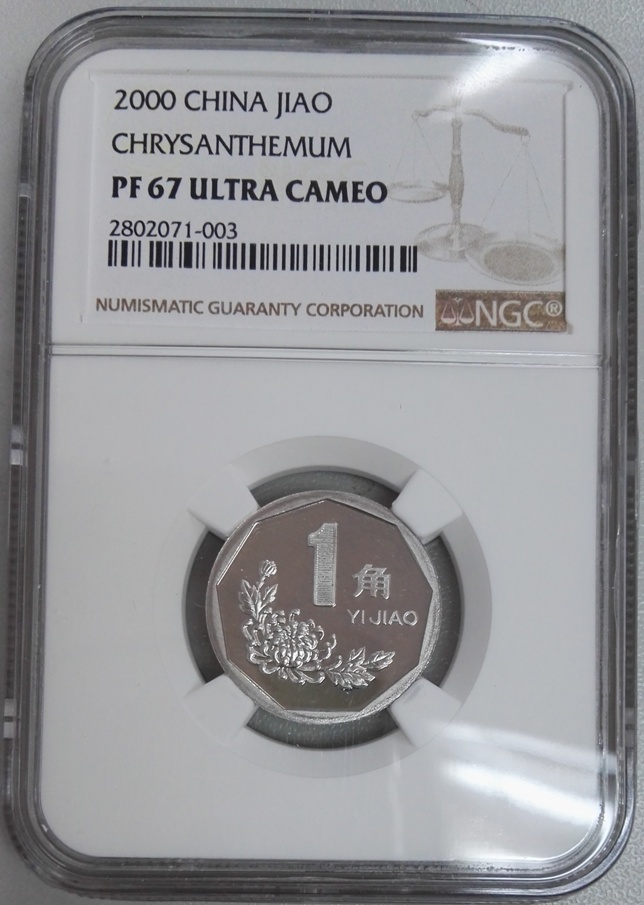 2000 CHINA JIAO
CHRYSANTHEMUM
PF 67 ULTRA CAMEO
2802071-003
NUMISMATIC GUARANTY CORPORATION NGC®
1 角
YI JIAO